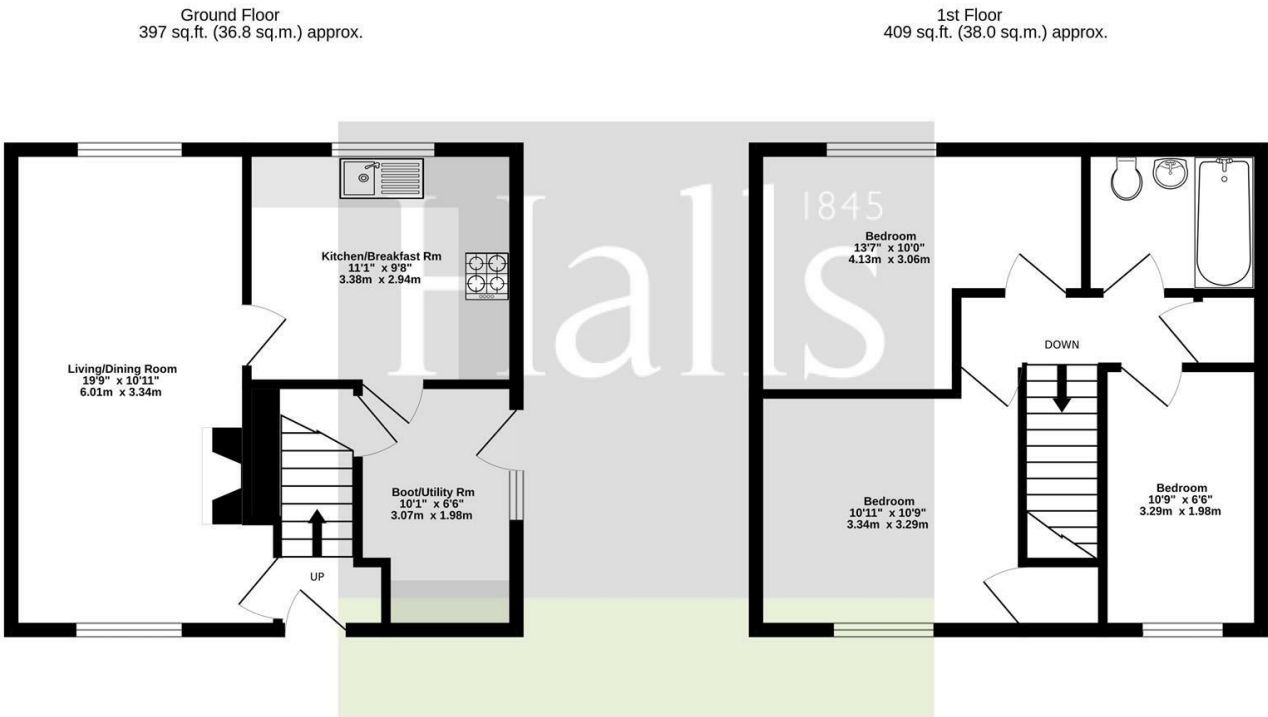 Ground Floor
397 sq.ft. (36.8 sq.m.) approx.
1st Floor
409 sq.ft. (38.0 sq.m.) approx.
Halls
1845
Kitchen/Breakfast Rm
11'1" x 9'8"
3.38m x 2.94m
Living/Dining Room
19'9" x 10'11"
6.01m x 3.34m
Boot/Utility Rm
10'1" x 6'6"
3.07m x 1.98m
UP
Bedroom
13'7" x 10'0"
4.13m x 3.06m
DOWN
Bedroom
10'11" x 10'9"
3.34m x 3.29m
Bedroom
10'9" x 6'6"
3.29m x 1.98m